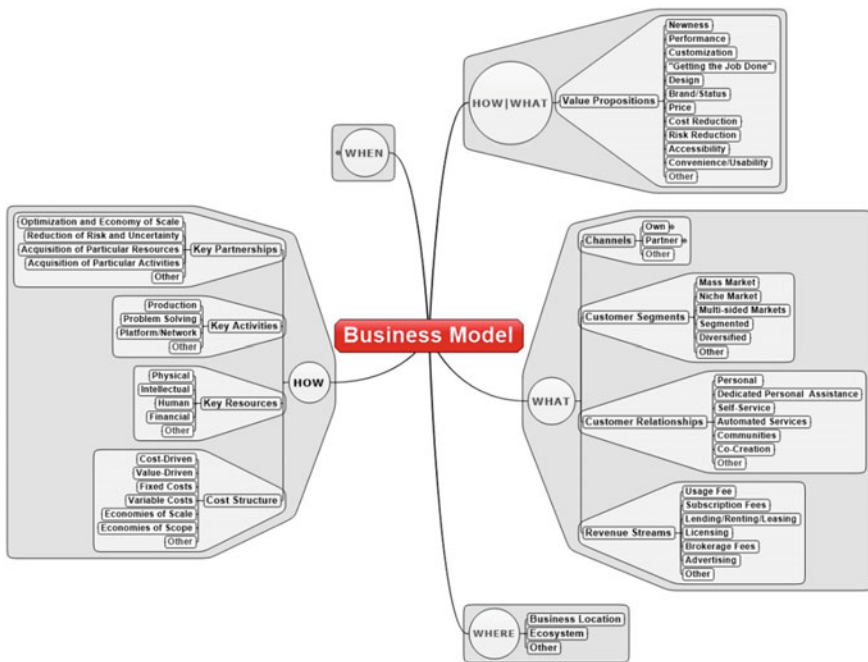 Newness
Performance
Customization
"Getting the Job Done"
Design
Brand/Status
Price
Cost Reduction
Risk Reduction
Accessibility
Convenience/Usability
Other
HOW|WHAT
Value Propositions
WHEN
Optimization and Economy of Scale
Reduction of Risk and Uncertainty
Acquisition of Particular Resources
Acquisition of Particular Activities
Other
Key Partnerships
Production
Problem Solving
Platform/Network
Other
Key Activities
Physical
Intellectual
Human
Financial
Other
Key Resources
Cost-Driven
Value-Driven
Fixed Costs
Variable Costs
Economies of Scale
Economies of Scope
Other
Cost Structure
HOW
Business Model
WHAT
Channels
Own
Partner
Other
Customer Segments
Mass Market
Niche Market
Multi-sided Markets
Segmented
Diversified
Other
Customer Relationships
Personal
Dedicated Personal Assistance
Self-Service
Automated Services
Communities
Co-Creation
Other
Revenue Streams
Usage Fee
Subscription Fees
Lending/Renting/Leasing
Licensing
Brokerage Fees
Advertising
Other
WHERE
Business Location
Ecosystem
Other